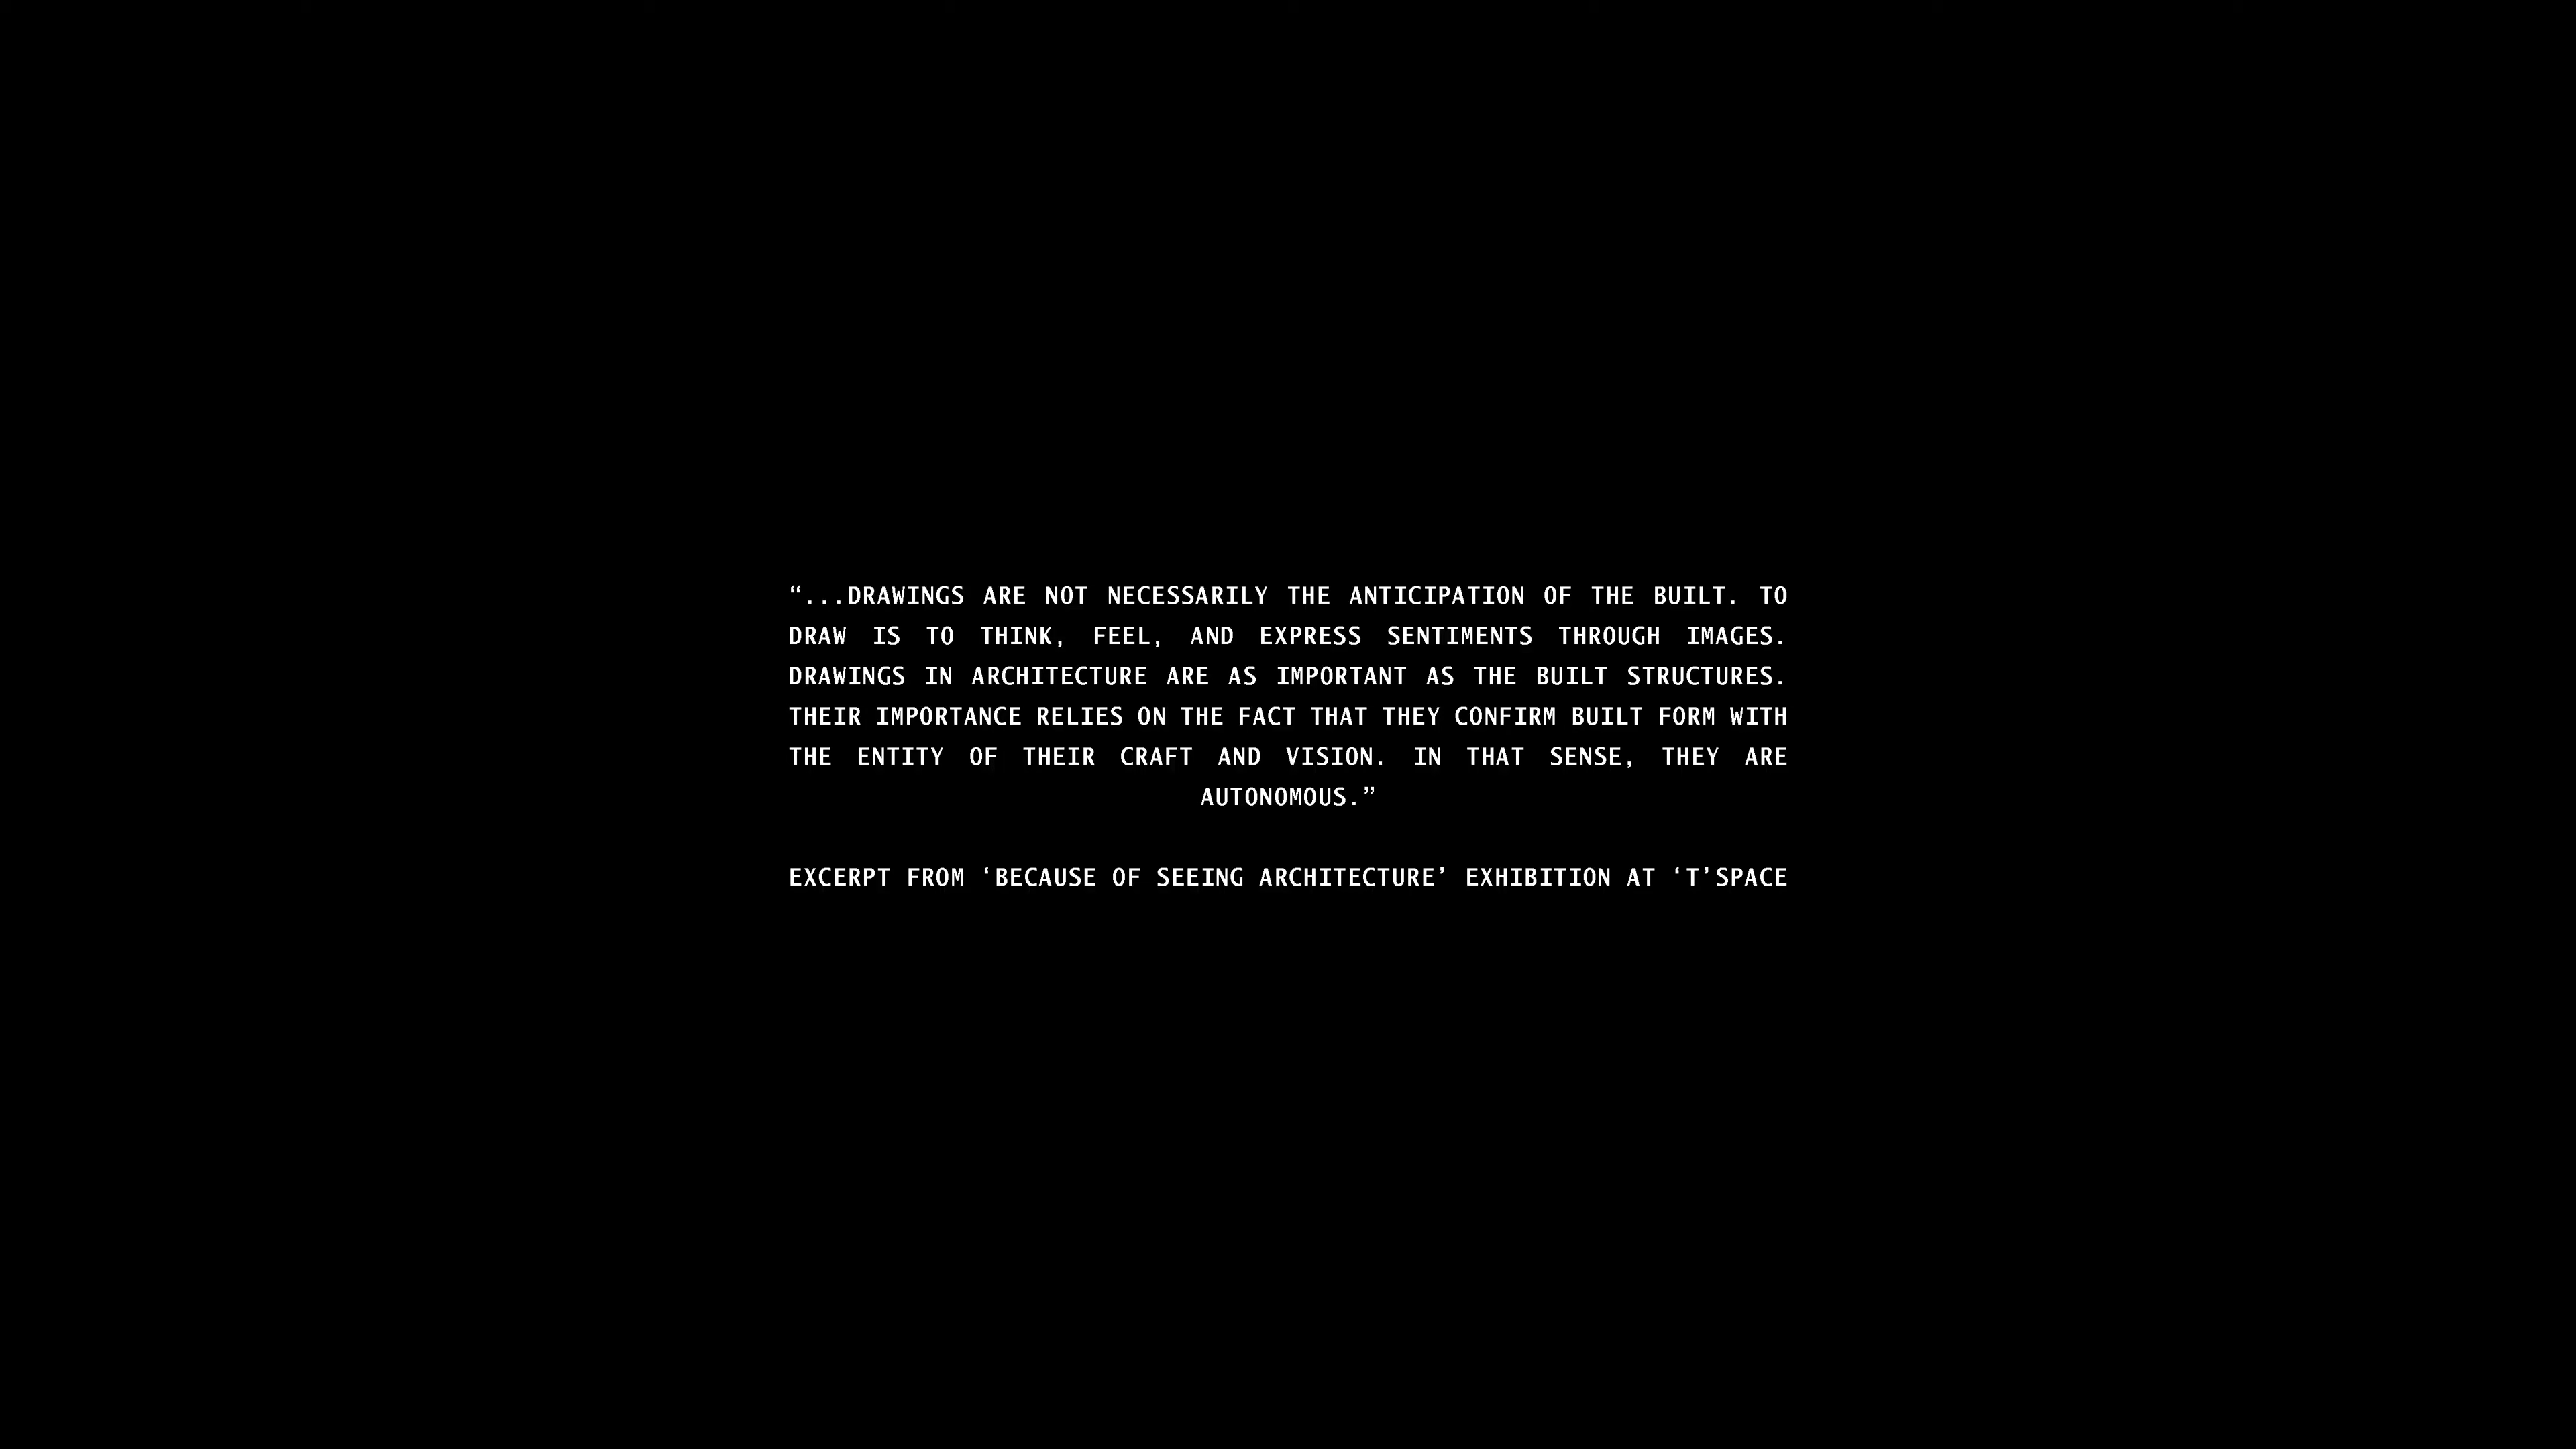 “...DRAWINGS ARE NOT NECESSARILY THE ANTICIPATION OF THE BUILT. TO
DRAW IS TO THINK, FEEL, AND EXPRESS SENTIMENTS THROUGH IMAGES.
DRAWINGS IN ARCHITECTURE ARE AS IMPORTANT AS THE BUILT STRUCTURES.
THEIR IMPORTANCE RELIES ON THE FACT THAT THEY CONFIRM BUILT FORM WITH
THE ENTITY OF THEIR CRAFT AND VISION. IN THAT SENSE, THEY ARE
AUTONOMOUS.”
EXCERPT FROM ‘BECAUSE OF SEEING ARCHITECTURE’ EXHIBITION AT ‘T’SPACE